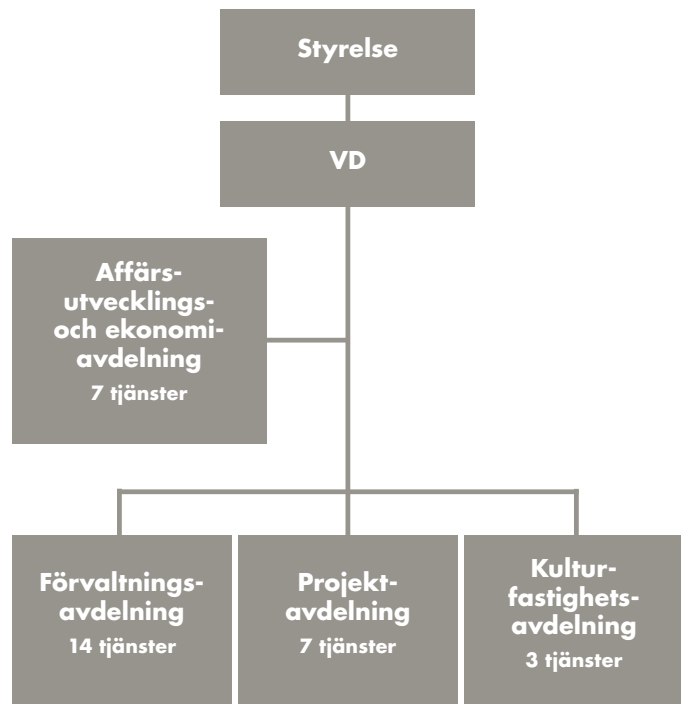 Styrelse
VD
Affärs-
utvecklings-
och ekonomi-
avdelning
7 tjänster
Förvaltnings-
avdelning
14 tjänster
Projekt-
avdelning
7 tjänster
Kultur-
fastighets-
avdelning
3 tjänster